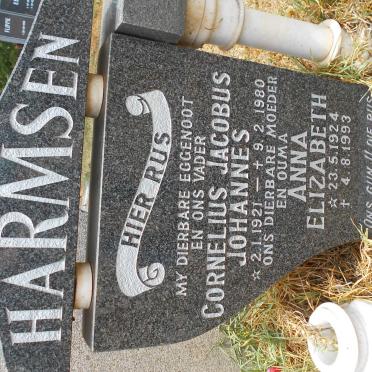 HARMSEN
HIER RUS
MY DIERBARE EGGENOOT
EN ONS VADER
CORNELIUS JACOBUS
JOHANNES
☆ 2.1.1921 — ✝ 9.2.1980
ONS DIERBARE MOEDER
EN OUMA
ANNA
ELIZABETH
☆ 23.5.1924
✝ 4.8.1993